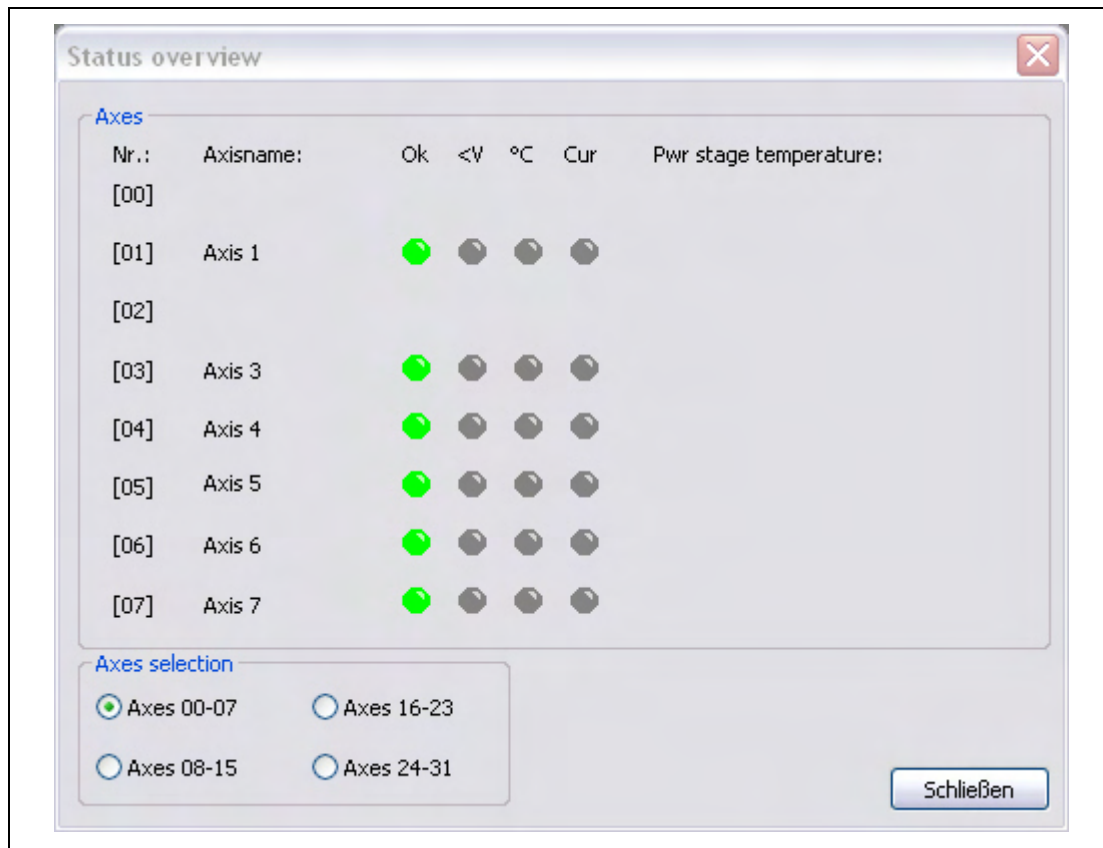 Status overview
Axes
Nr.: Axisname: Ok <V °C Cur Pwr stage temperature:
[00]
[01] Axis 1
[02]
[03] Axis 3
[04] Axis 4
[05] Axis 5
[06] Axis 6
[07] Axis 7
Axes selection
Axes 00-07 Axes 16-23
Axes 08-15 Axes 24-31
Schließen